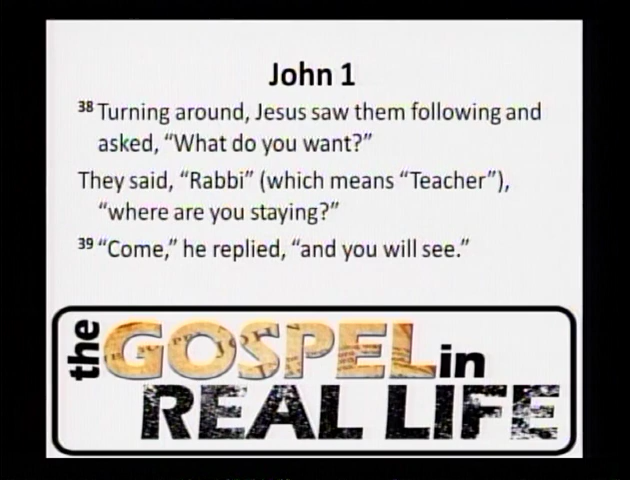 John 1
38 Turning around, Jesus saw them following and
asked, “What do you want?”
They said, “Rabbi” (which means “Teacher”),
“where are you staying?”
39 “Come,” he replied, “and you will see.”
the GOSPEL in
REAL LIFE